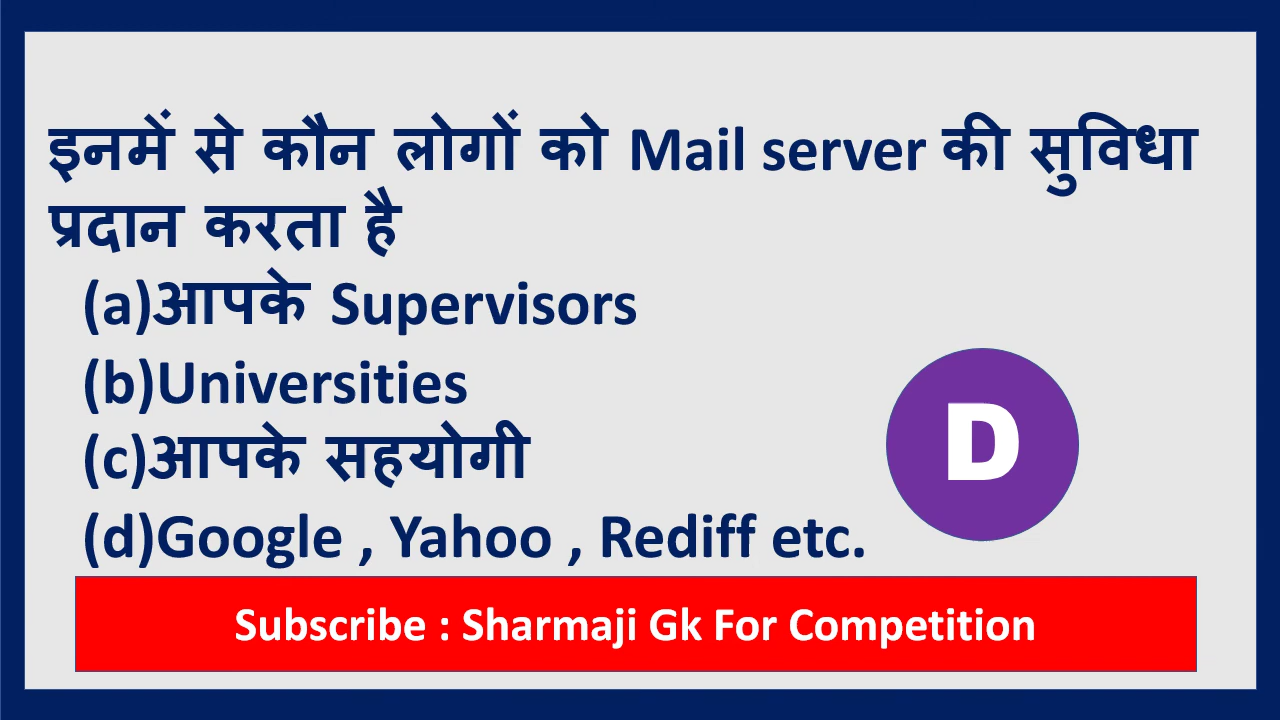 इनमें से कौन लोगों को Mail server की सुविधा
प्रदान करता है
(a)आपके Supervisors
(b)Universities
(c)आपके सहयोगी
(d)Google , Yahoo , Rediff etc.
D
Subscribe : Sharmaji Gk For Competition